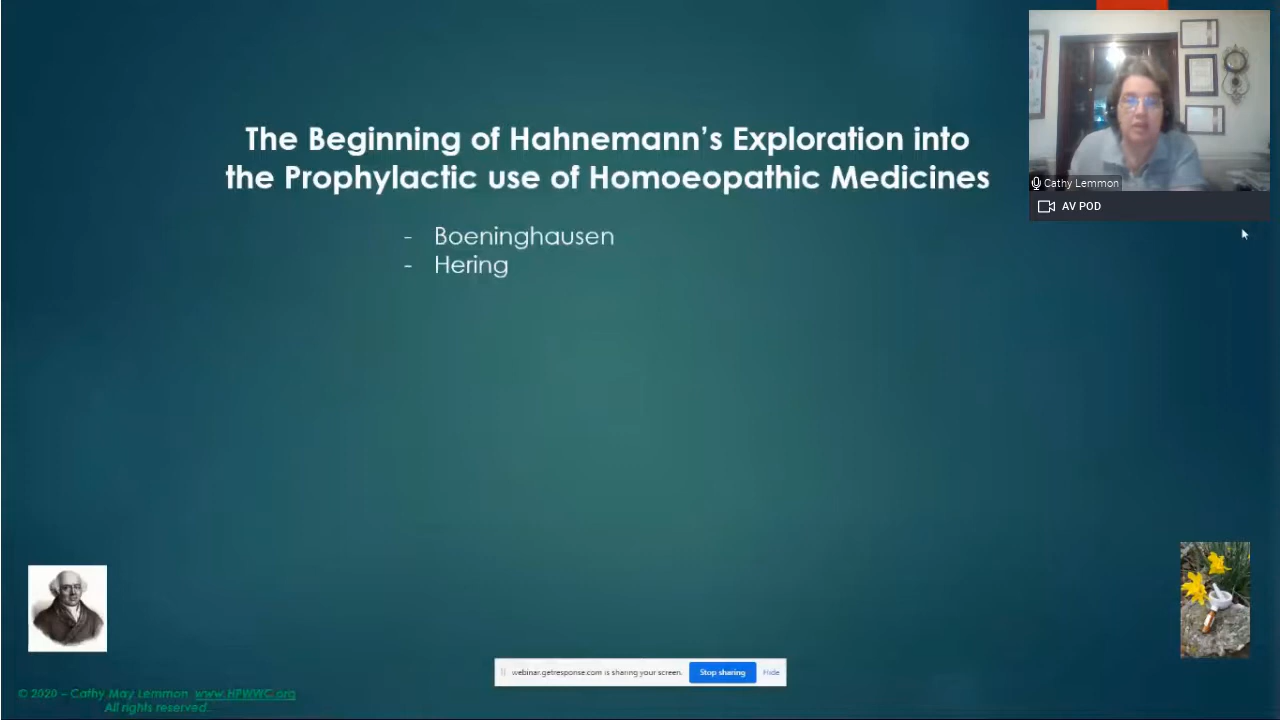 The Beginning of Hahnemann’s Exploration into
the Prophylactic use of Homoeopathic Medicines
- Boeninghausen
- Hering
Cathy Lemmon
AV POD
webinar.getresponse.com is sharing your screen.
Stop sharing
Hide
© 2020 – Cathy May Lemmon www.HPWWC.org
All rights reserved.